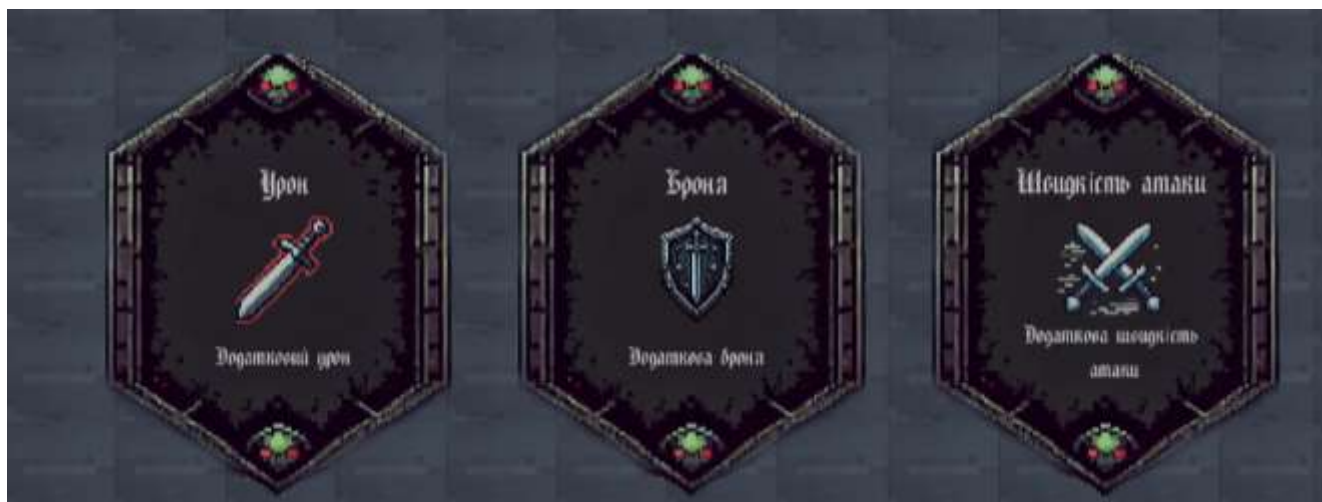 Урон
Додатковий урон
Броня
Додаткова броня
Швидкість атаки
Додаткова швидкість
атаки